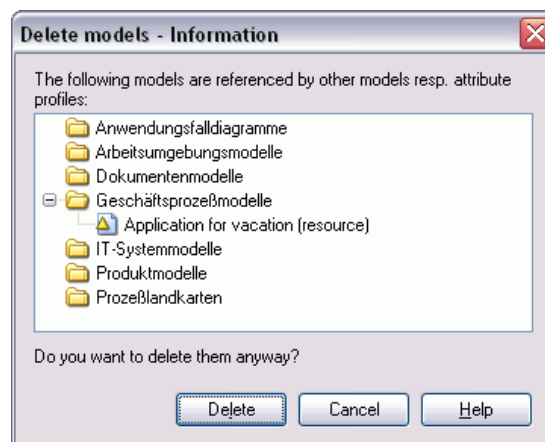 Delete models - Information
The following models are referenced by other models resp. attribute
profiles:
Anwendungsfalldiagramme
Arbeitsumgebungsmodelle
Dokumentenmodelle
Geschäftsprozeßmodelle
Application for vacation (resource)
IT-Systemmodelle
Produktmodelle
Prozeßlandkarten
Do you want to delete them anyway?
Delete Cancel Help